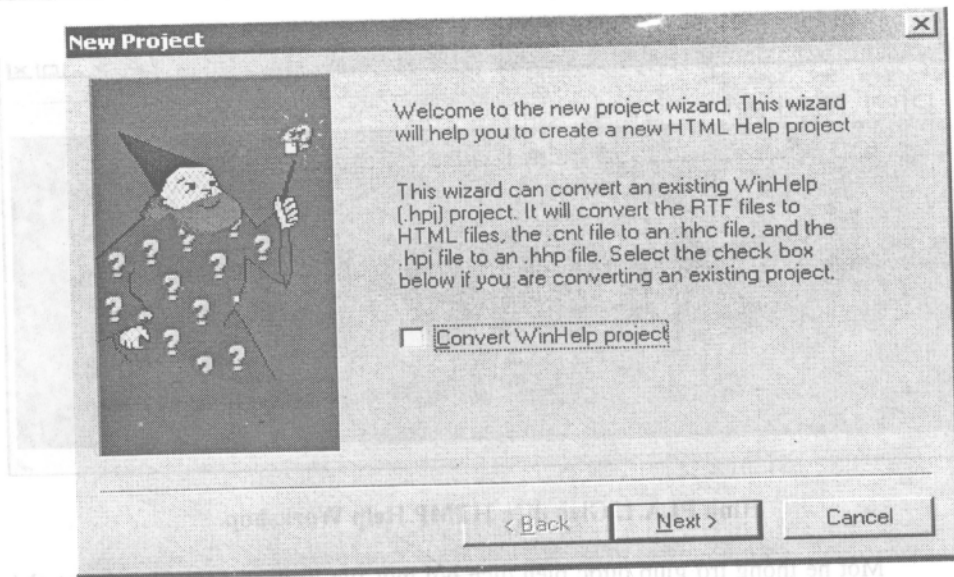 New Project
Welcome to the new project wizard. This wizard
will help you to create a new HTML Help project
This wizard can convert an existing WinHelp
(.hpj) project. It will convert the RTF files to
HTML files, the .cnt file to an .hhc file, and the
.hpj file to an .hhp file. Select the check box
below if you are converting an existing project.
Convert WinHelp project
< Back
Next >
Cancel